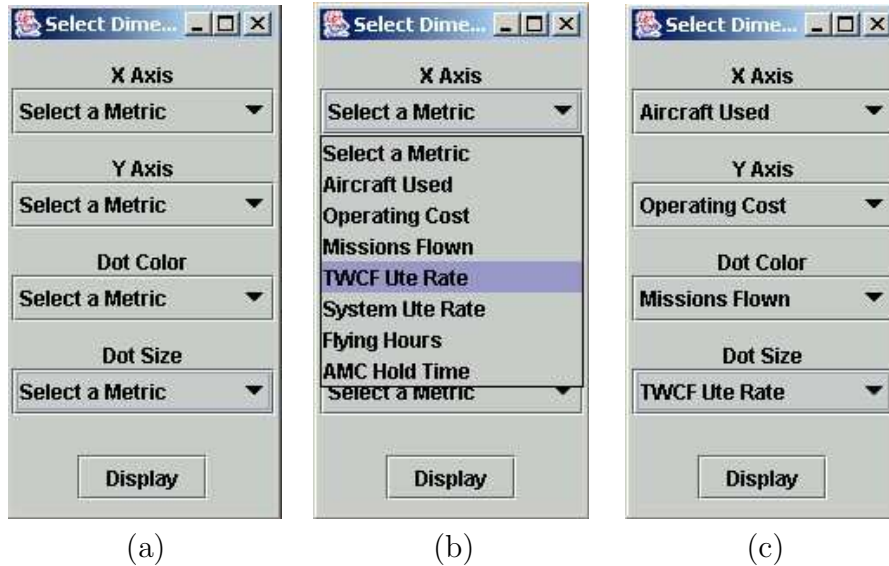 Select Dime...
X Axis
Select a Metric
Y Axis
Select a Metric
Dot Color
Select a Metric
Dot Size
Select a Metric
Display
(a)
Select Dime...
X Axis
Select a Metric
Select a Metric
Aircraft Used
Operating Cost
Missions Flown
TWCF Ute Rate
System Ute Rate
Flying Hours
AMC Hold Time
Select a Metric
Display
(b)
Select Dime...
X Axis
Aircraft Used
Y Axis
Operating Cost
Dot Color
Missions Flown
Dot Size
TWCF Ute Rate
Display
(c)